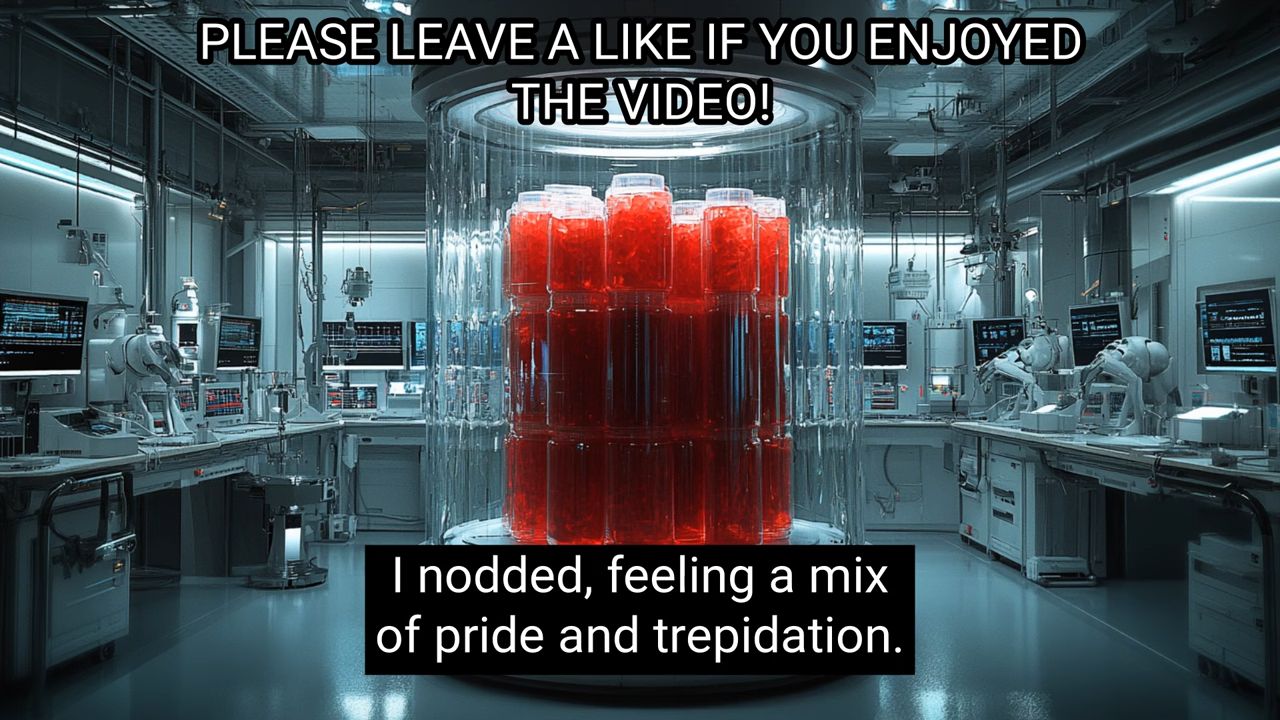 PLEASE LEAVE A LIKE IF YOU ENJOYED
THE VIDEO!
I nodded, feeling a mix
of pride and trepidation.